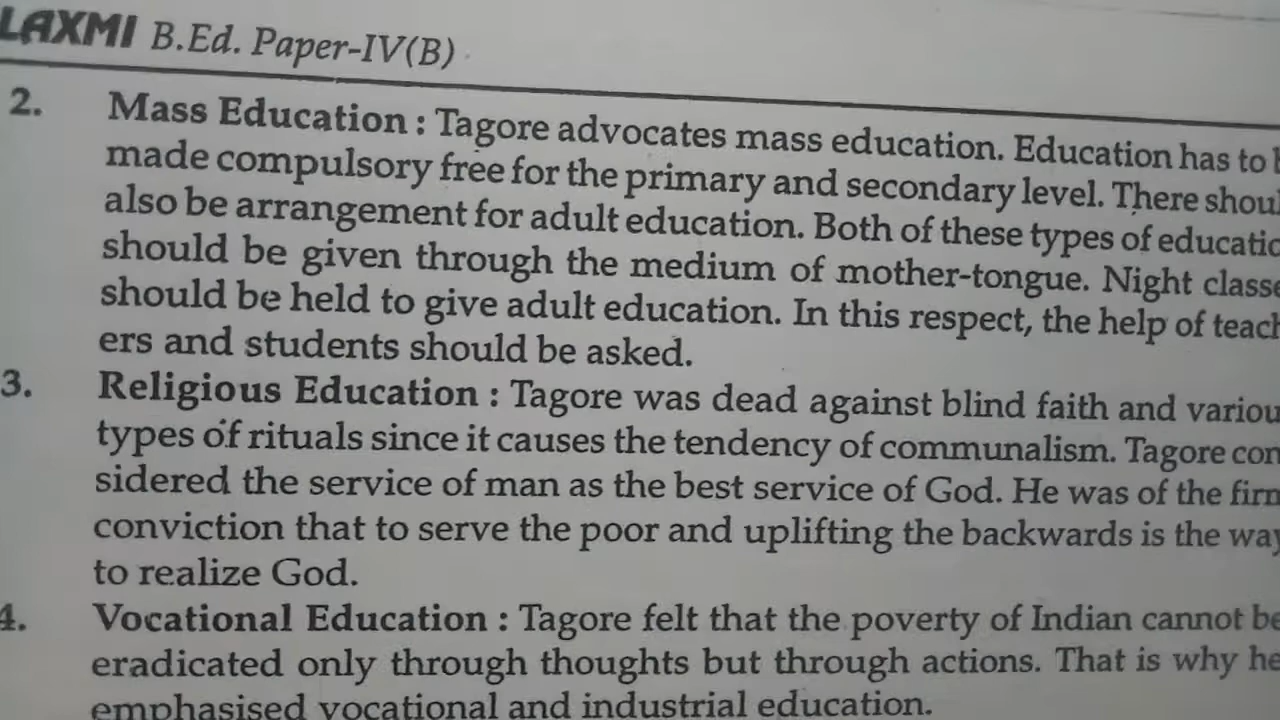 LAXMI B.Ed. Paper-IV(B)
2. Mass Education : Tagore advocates mass education. Education has to
made compulsory free for the primary and secondary level. There shoul
also be arrangement for adult education. Both of these types of educatio
should be given through the medium of mother-tongue. Night classe
should be held to give adult education. In this respect, the help of teach
ers and students should be asked.
3. Religious Education : Tagore was dead against blind faith and variou
types of rituals since it causes the tendency of communalism. Tagore con
sidered the service of man as the best service of God. He was of the firm
conviction that to serve the poor and uplifting the backwards is the way
to realize God.
4. Vocational Education : Tagore felt that the poverty of Indian cannot be
eradicated only through thoughts but through actions. That is why he
emphasised vocational and industrial education.